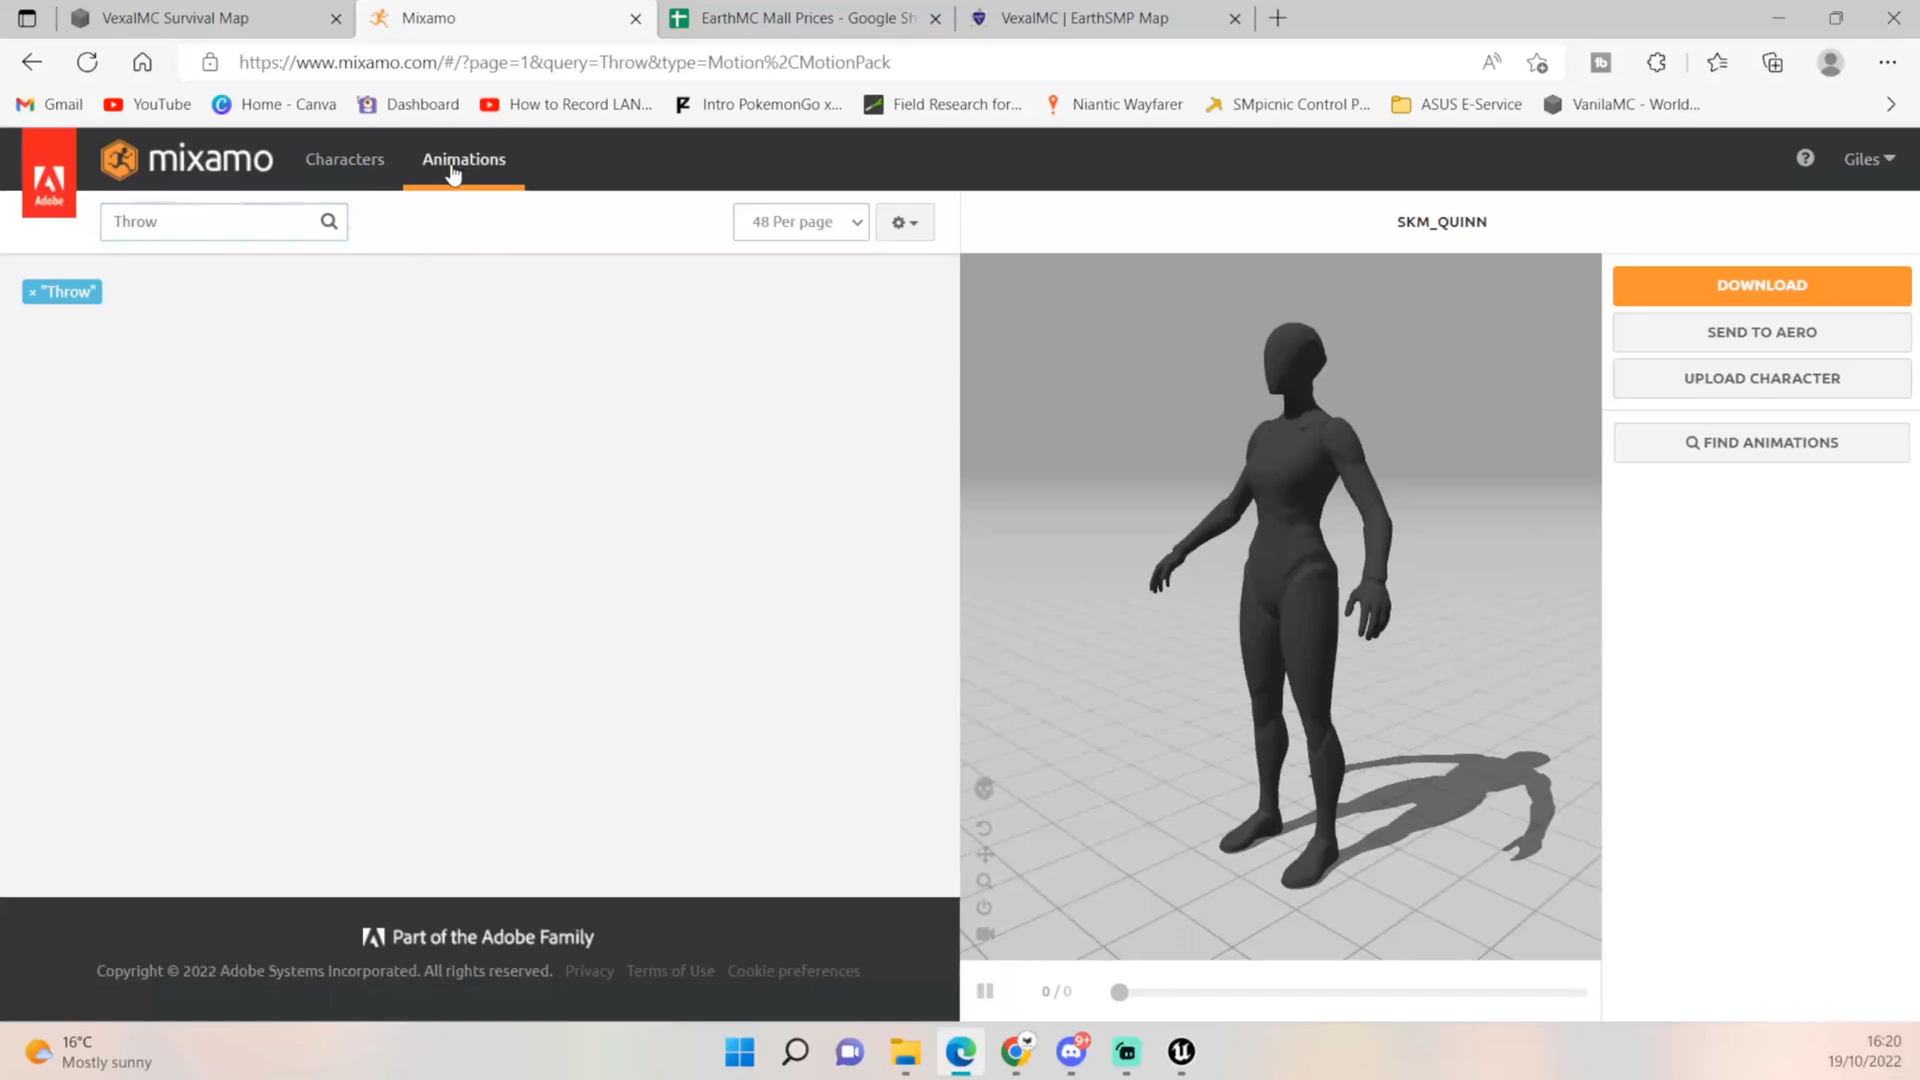 VexalMC Survival Map
Mixamo
EarthMC Mall Prices - Google Sh
VexalMC | EarthSMP Map
https://www.mixamo.com/#/?page=1&query=Throw&type=Motion%2CMotionPack
Gmail
YouTube
Home - Canva
Dashboard
How to Record LAN...
Intro PokemonGo x...
Field Research for...
Niantic Wayfarer
SMpicnic Control P...
ASUS E-Service
VanilaMC - World...
Adobe
mixamo
Characters
Animations
Giles
Throw
48 Per page
SKM_QUINN
× "Throw"
DOWNLOAD
SEND TO AERO
UPLOAD CHARACTER
FIND ANIMATIONS
Part of the Adobe Family
Copyright © 2022 Adobe Systems Incorporated. All rights reserved. Privacy Terms of Use Cookie preferences
0 / 0
16°C
Mostly sunny
9+
16:20
19/10/2022